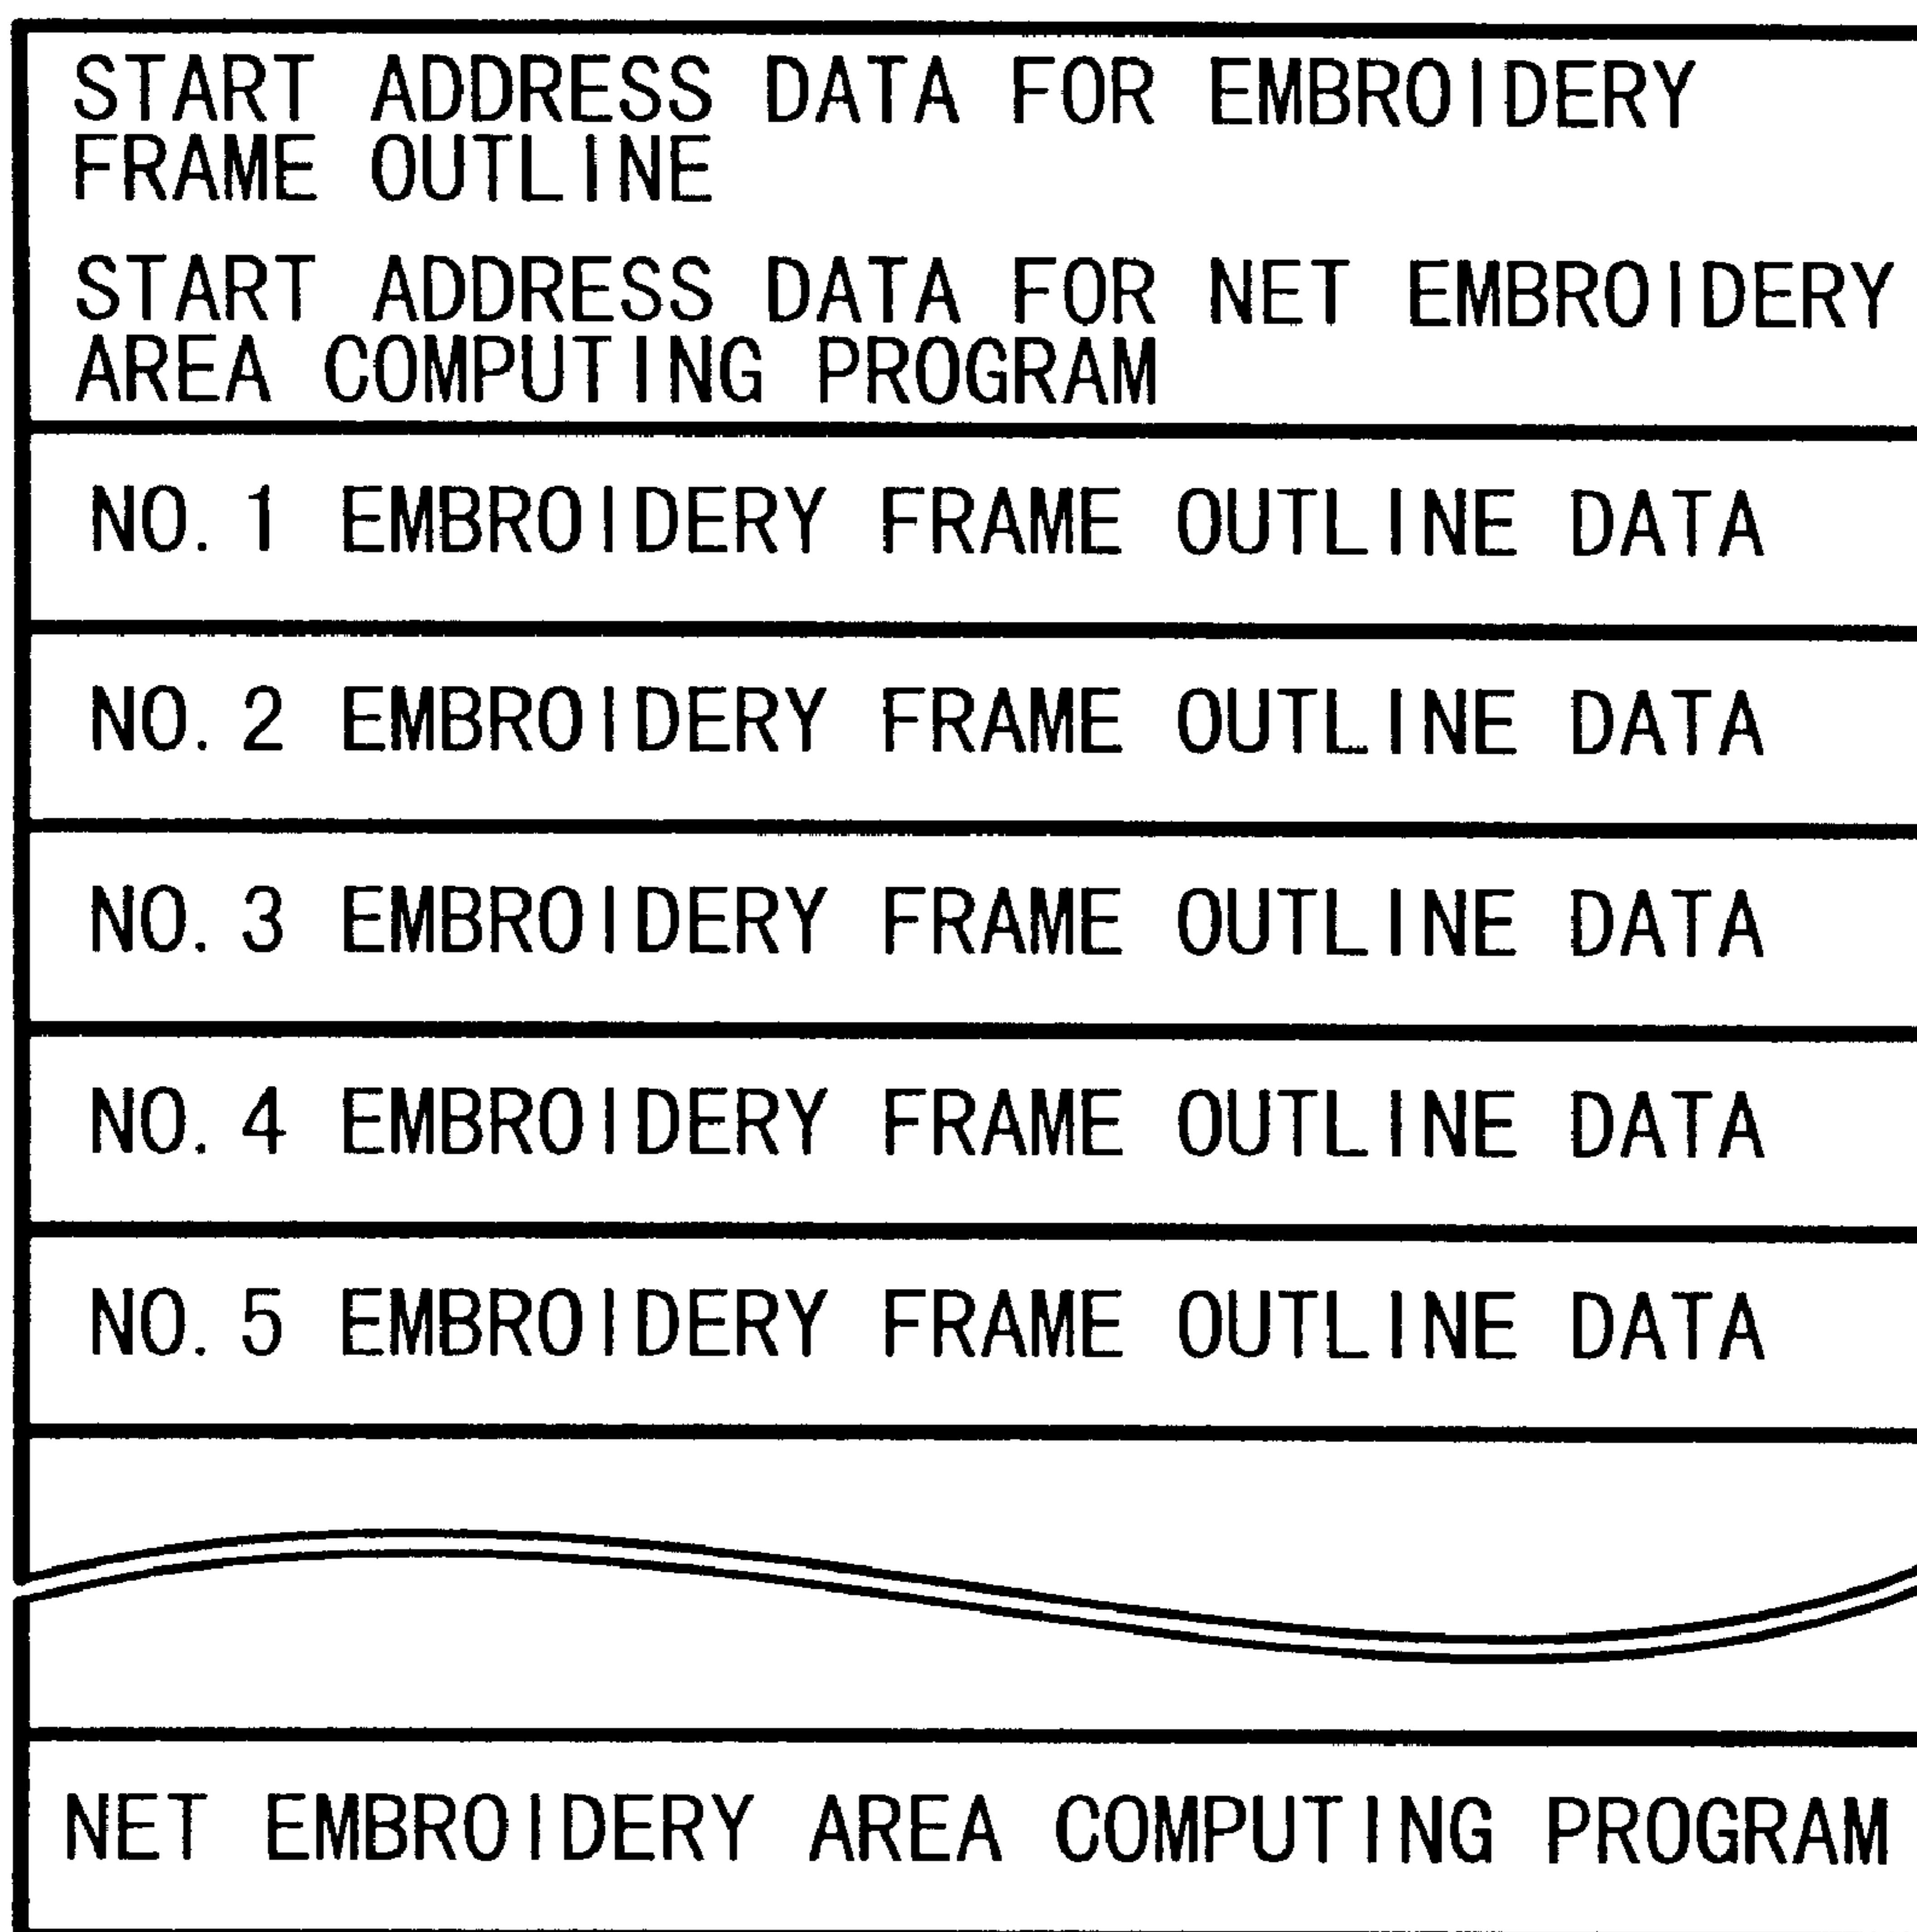 START ADDRESS DATA FOR EMBROIDERY
FRAME OUTLINE
START ADDRESS DATA FOR NET EMBROIDERY
AREA COMPUTING PROGRAM
NO. 1 EMBROIDERY FRAME OUTLINE DATA
NO. 2 EMBROIDERY FRAME OUTLINE DATA
NO. 3 EMBROIDERY FRAME OUTLINE DATA
NO. 4 EMBROIDERY FRAME OUTLINE DATA
NO. 5 EMBROIDERY FRAME OUTLINE DATA
NET EMBROIDERY AREA COMPUTING PROGRAM